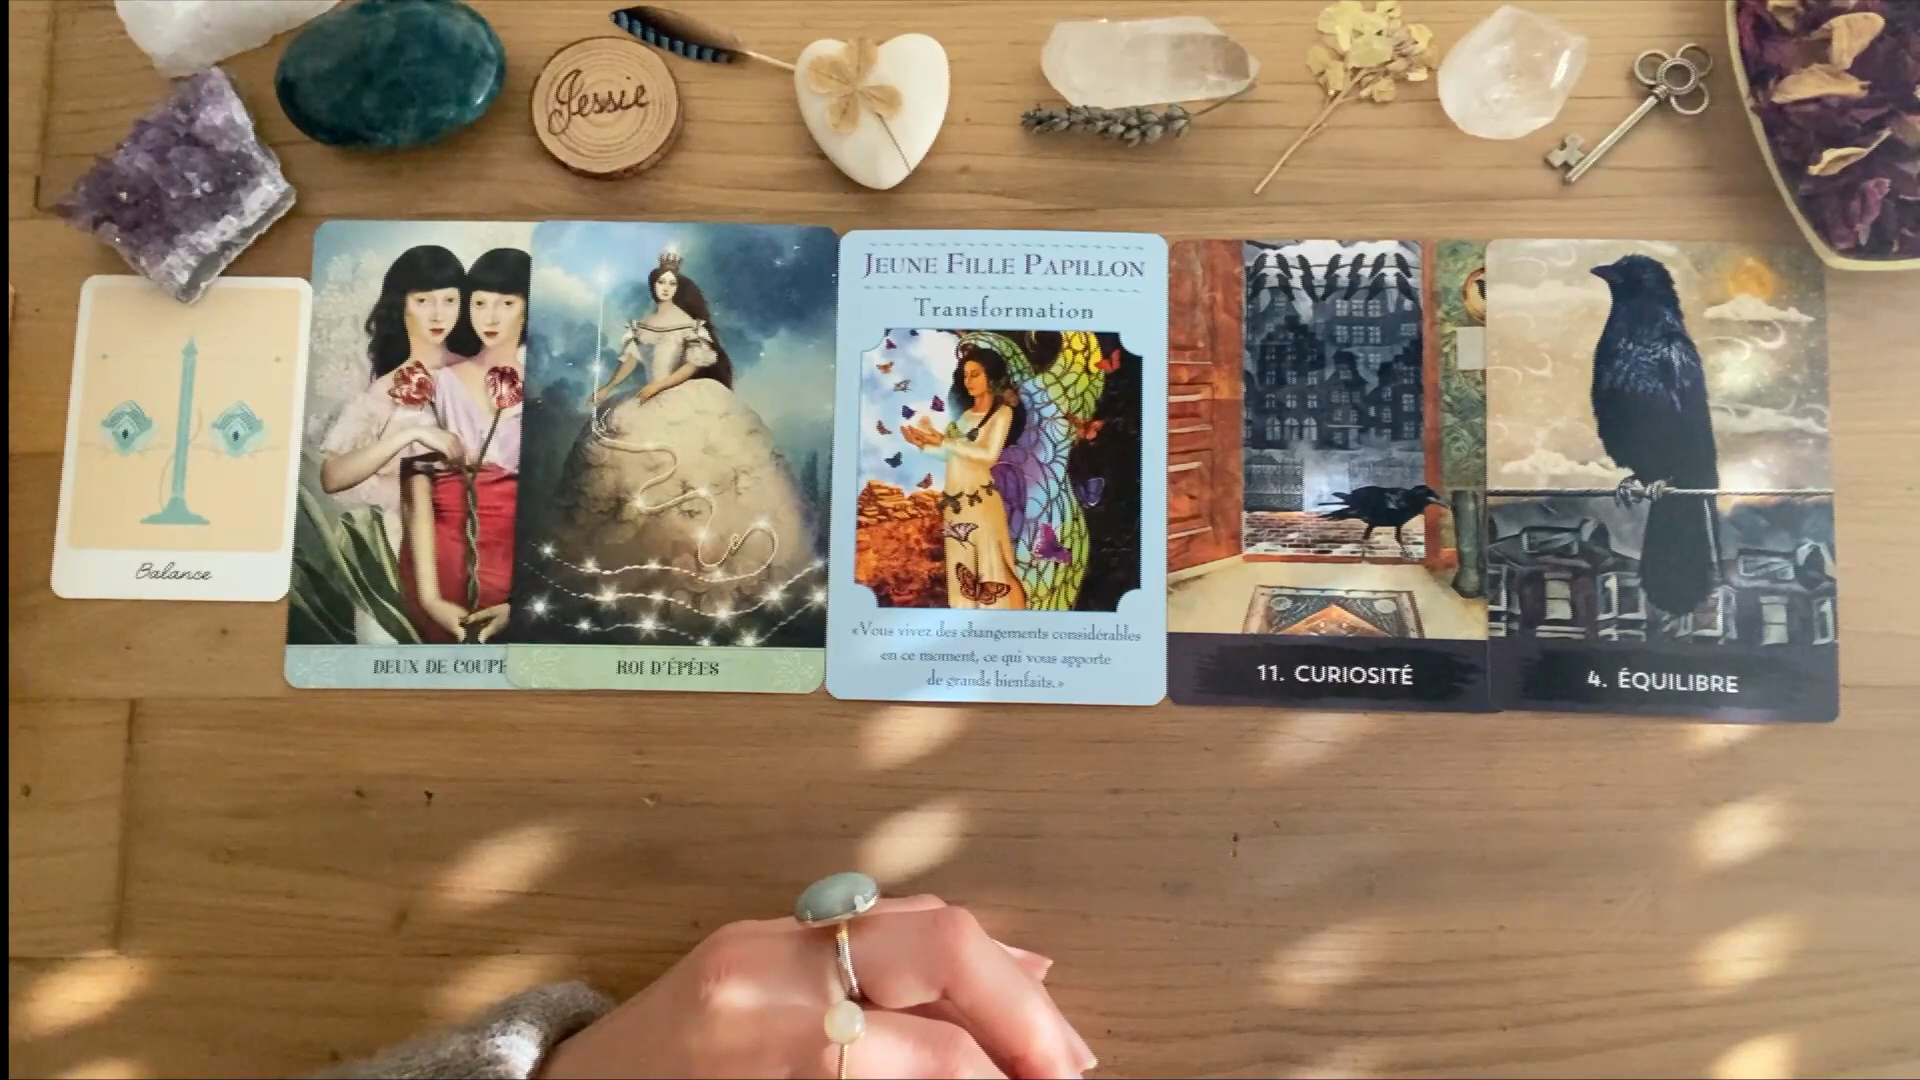 Jessie
Balance
DEUX DE COUPE
ROI D'ÉPÉES
JEUNE FILLE PAPILLON
Transformation
«Vous vivez des changements considérables
en ce moment, ce qui vous apporte
de grands bienfaits.»
11. CURIOSITÉ
4. ÉQUILIBRE